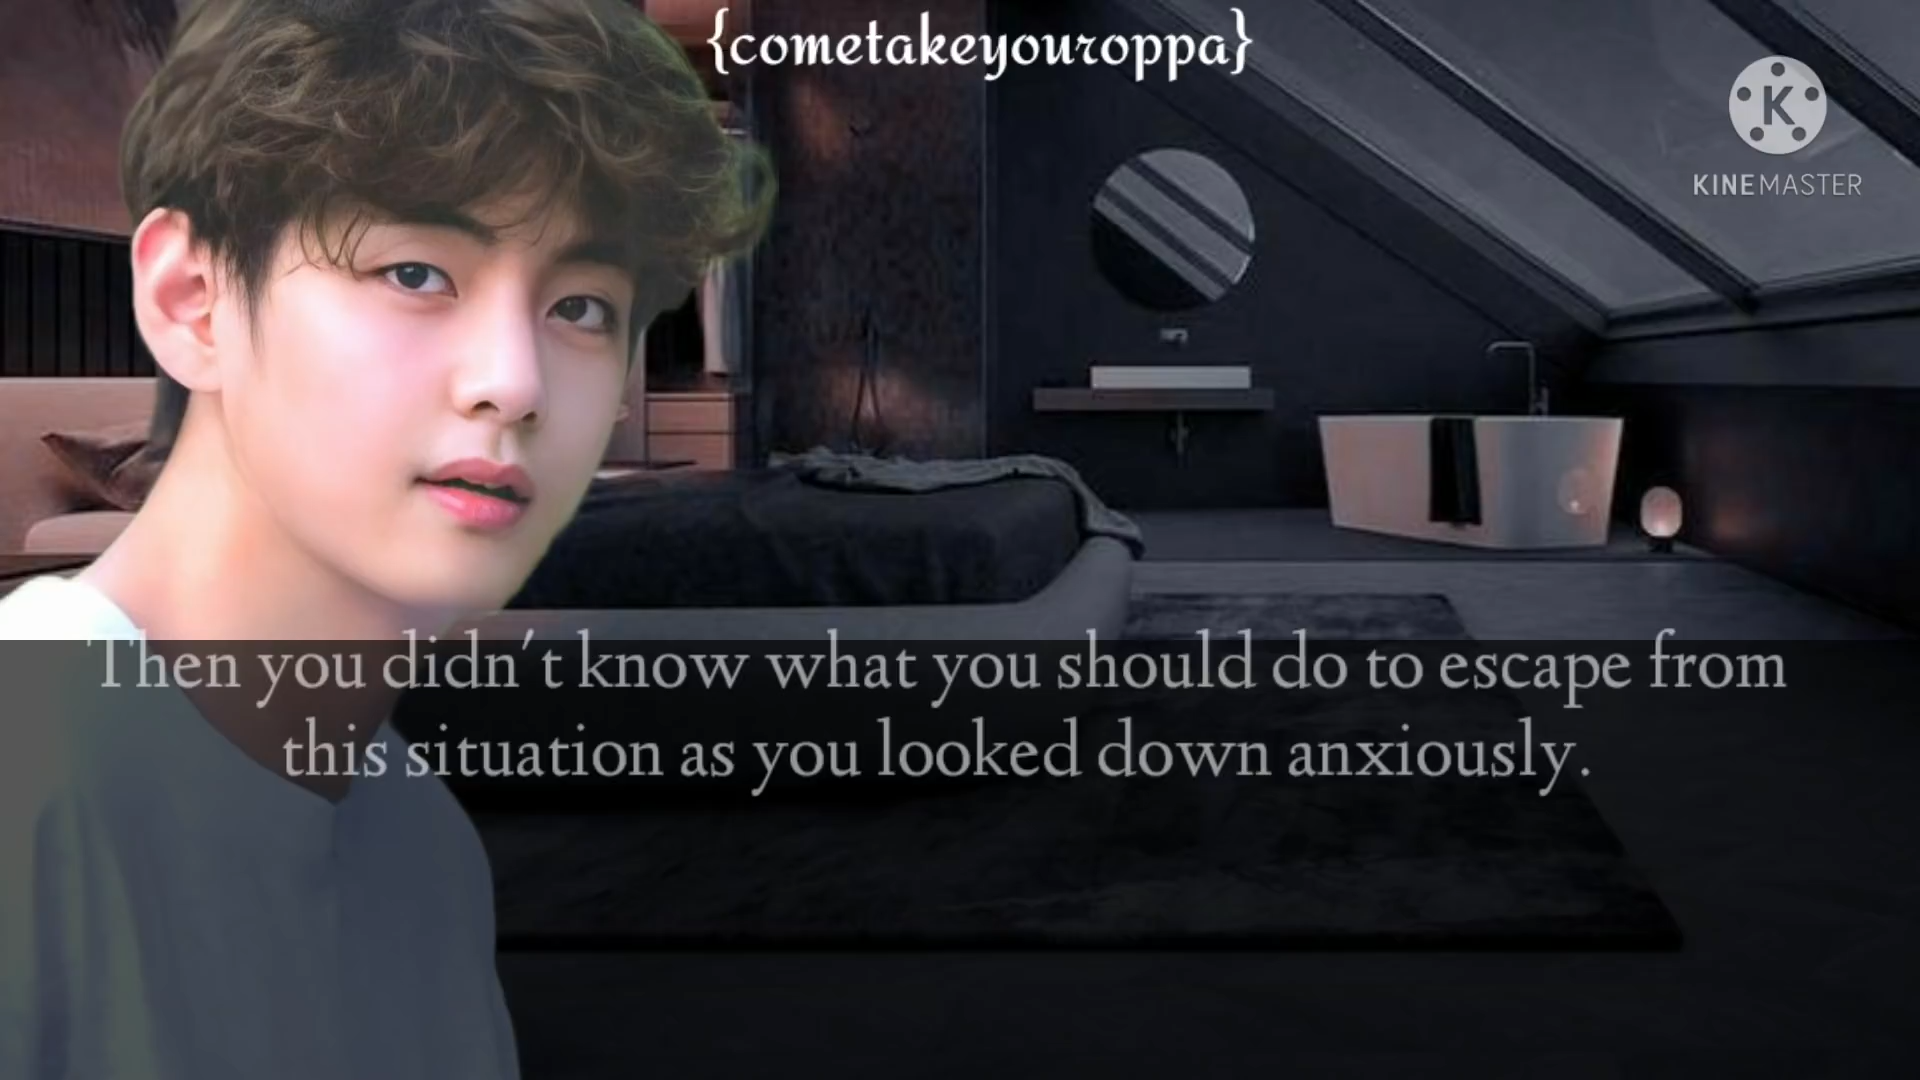 {cometakeyouroppa}
K
KINEMASTER
Then you didn't know what you should do to escape from
this situation as you looked down anxiously.